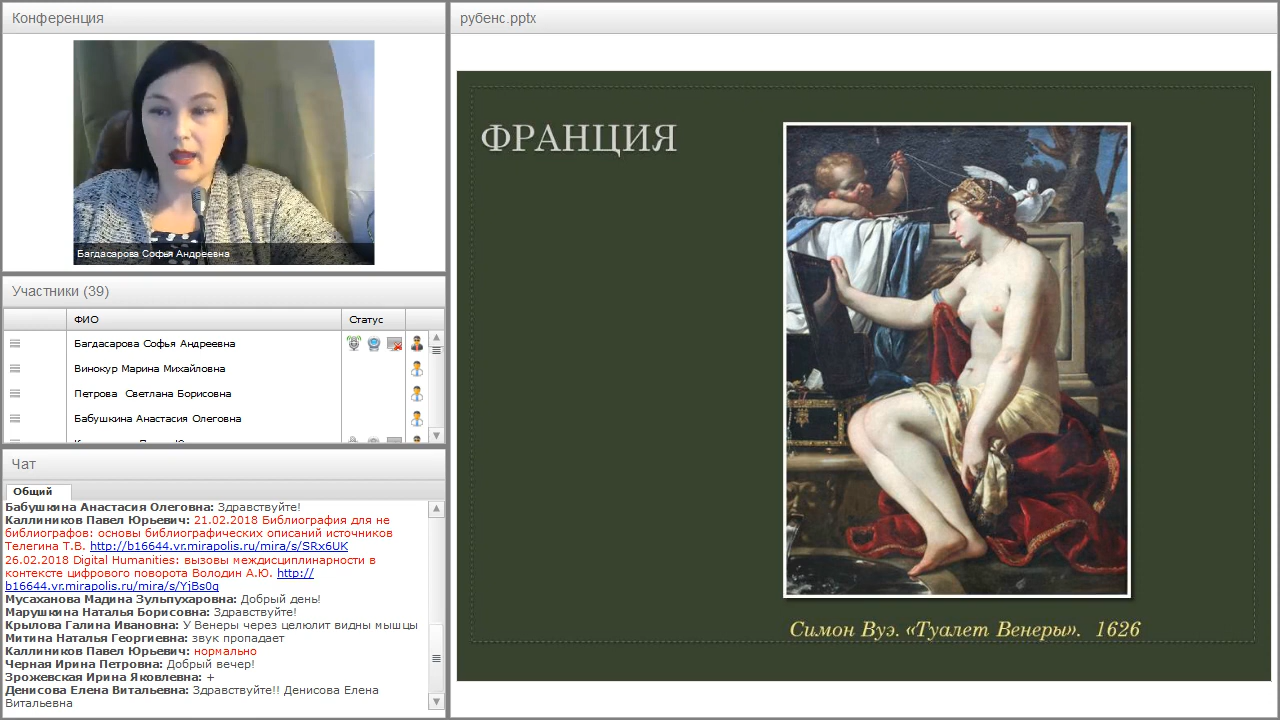 Конференция
Багдасарова Софья Андреевна
Участники (39)
ФИО
Статус
Багдасарова Софья Андреевна
Винокур Марина Михайловна
Петрова Светлана Борисовна
Бабушкина Анастасия Олеговна
Чат
Общий
Бабушкина Анастасия Олеговна: Здравствуйте!
Каллиников Павел Юрьевич: 21.02.2018 Библиография для не
библиографов: основы библиографических описаний источников
Телегина Т.В. http://b16644.vr.mirapolis.ru/mira/s/SRx6UK
26.02.2018 Digital Humanities: вызовы междисциплинарности в
контексте цифрового поворота Володин А.Ю. http://
b16644.vr.mirapolis.ru/mira/s/YjBs0q
Мусаханова Мадина Зульпухаровна: Добрый день!
Марушкина Наталья Борисовна: Здравствуйте!
Крылова Галина Ивановна: У Венеры через целюлит видны мышцы
Митина Наталья Георгиевна: звук пропадает
Каллиников Павел Юрьевич: нормально
Черная Ирина Петровна: Добрый вечер!
Зрожевская Ирина Яковлевна: +
Денисова Елена Витальевна: Здравствуйте!! Денисова Елена
Витальевна
рубенс.pptx
ФРАНЦИЯ
Симон Вуэ. «Туалет Венеры». 1626